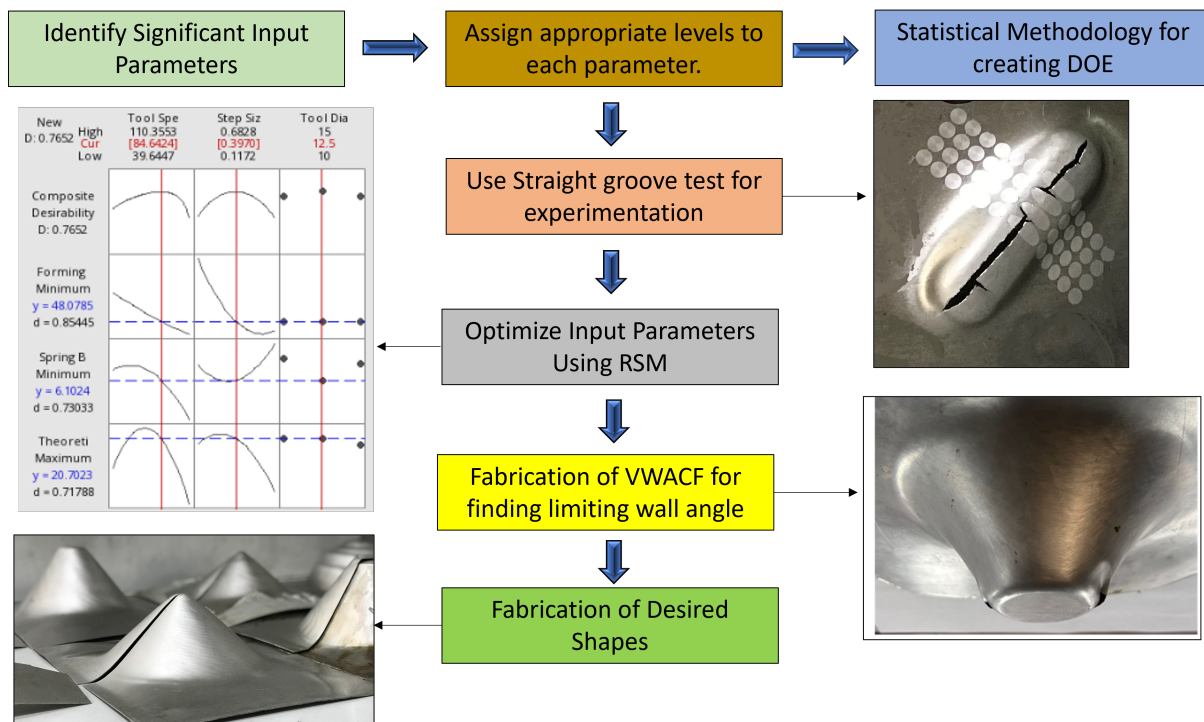 Identify Significant Input
Parameters
Assign appropriate levels to
each parameter.
Statistical Methodology for
creating DOE
New
D: 0.7652
High
Cur
Low
Tool Spe
110.3553
[84.6424]
39.6447
Step Siz
0.6828
[0.3970]
0.1172
Tool Dia
15
12.5
10
Composite
Desirability
D: 0.7652
Forming
Minimum
y = 48.0785
d = 0.85445
Spring B
Minimum
y = 6.1024
d = 0.73033
Theoreti
Maximum
y = 20.7023
d = 0.71788
Use Straight groove test for
experimentation
Optimize Input Parameters
Using RSM
Fabrication of VWACF for
finding limiting wall angle
Fabrication of Desired
Shapes